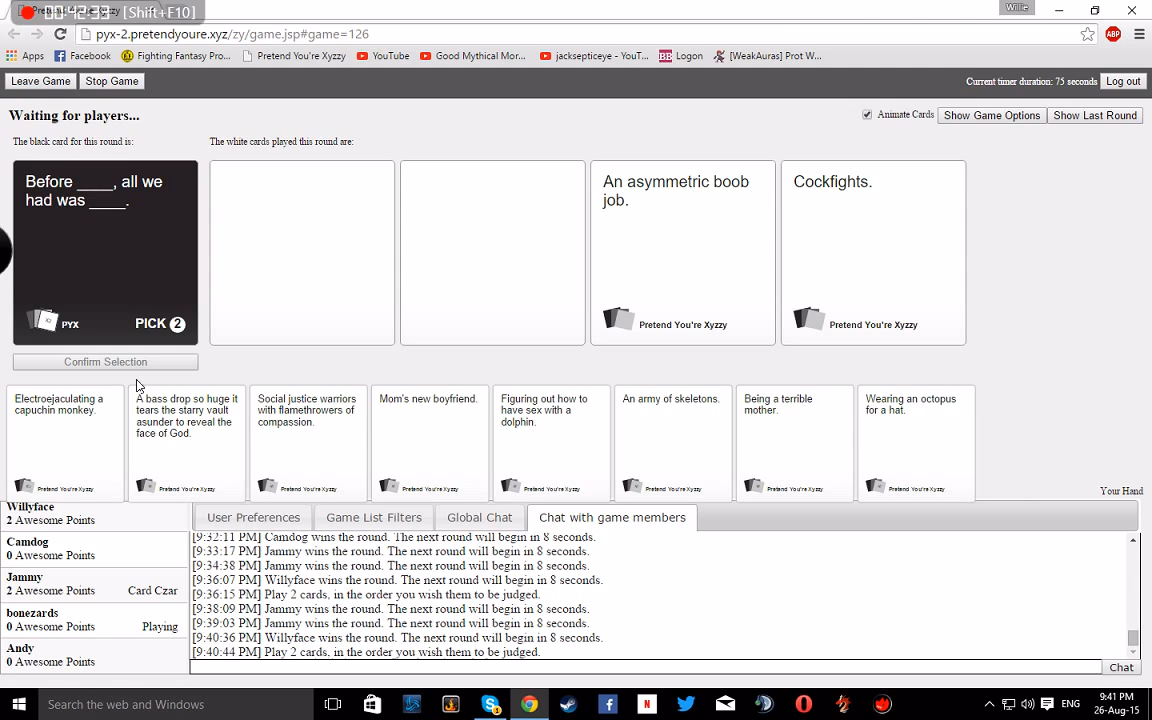 00:42:33 [Shift+F10]
Willie
pyx-2.pretendyoure.xyz/zy/game.jsp#game=126
ABP
Apps Facebook Fighting Fantasy Pro... Pretend You're Xyzzy YouTube Good Mythical Mor... jacksepticeye - YouT... Logon [WeakAuras] Prot W...
Leave Game Stop Game Current timer duration: 75 seconds Log out
Waiting for players... Animate Cards Show Game Options Show Last Round
The black card for this round is: The white cards played this round are:
Before ____, all we
had was ____.
PYX PICK 2
An asymmetric boob
job.
Pretend You're Xyzzy
Cockfights.
Pretend You're Xyzzy
Confirm Selection
Electroejaculating a
capuchin monkey.
Pretend You're Xyzzy
A bass drop so huge it
tears the starry vault
asunder to reveal the
face of God.
Pretend You're Xyzzy
Social justice warriors
with flamethrowers of
compassion.
Pretend You're Xyzzy
Mom's new boyfriend.
Pretend You're Xyzzy
Figuring out how to
have sex with a
dolphin.
Pretend You're Xyzzy
An army of skeletons.
Pretend You're Xyzzy
Being a terrible
mother.
Pretend You're Xyzzy
Wearing an octopus
for a hat.
Pretend You're Xyzzy
Your Hand
Willyface
2 Awesome Points
Camdog
0 Awesome Points
Jammy
2 Awesome Points Card Czar
bonezards
0 Awesome Points Playing
Andy
0 Awesome Points
User Preferences Game List Filters Global Chat Chat with game members
[9:32:11 PM] Camdog wins the round. The next round will begin in 8 seconds.
[9:33:17 PM] Jammy wins the round. The next round will begin in 8 seconds.
[9:34:38 PM] Jammy wins the round. The next round will begin in 8 seconds.
[9:36:07 PM] Willyface wins the round. The next round will begin in 8 seconds.
[9:36:15 PM] Play 2 cards, in the order you wish them to be judged.
[9:38:09 PM] Jammy wins the round. The next round will begin in 8 seconds.
[9:39:03 PM] Jammy wins the round. The next round will begin in 8 seconds.
[9:40:36 PM] Willyface wins the round. The next round will begin in 8 seconds.
[9:40:44 PM] Play 2 cards, in the order you wish them to be judged.
Chat
Search the web and Windows
ENG
9:41 PM
26-Aug-15